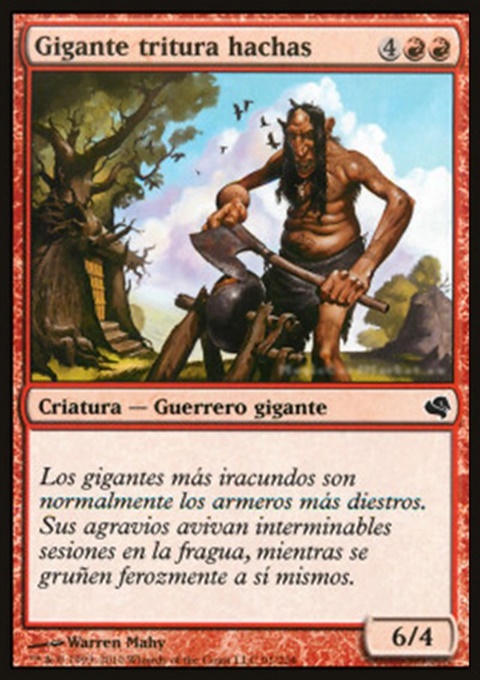 Gigante tritura hachas 4
Criatura — Guerrero gigante
Los gigantes más iracundos son
normalmente los armeros más diestros.
Sus agravios avivan interminables
sesiones en la fragua, mientras se
gruñen ferozmente a sí mismos.
6/4
Warren Mahy